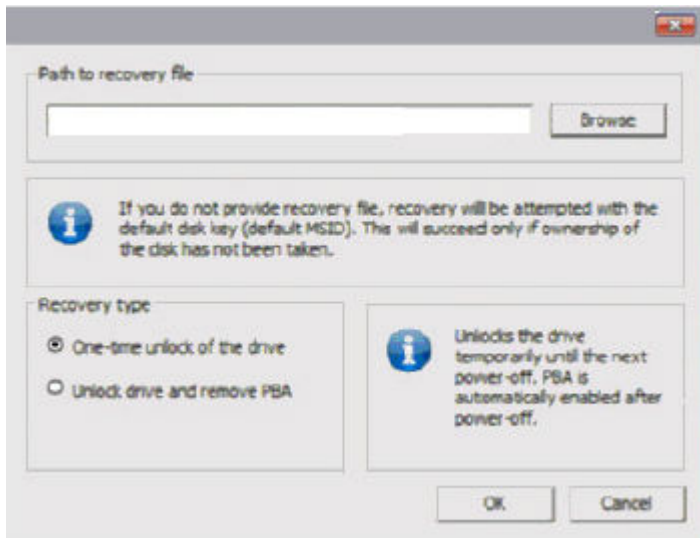 Path to recovery file
Browse
If you do not provide recovery file, recovery will be attempted with the
default disk key (default MSID). This will succeed only if ownership of
the disk has not been taken.
Recovery type
One-time unlock of the drive
Unlock drive and remove PBA
Unlocks the drive
temporarily until the next
power-off. PBA is
automatically enabled after
power-off.
OK
Cancel